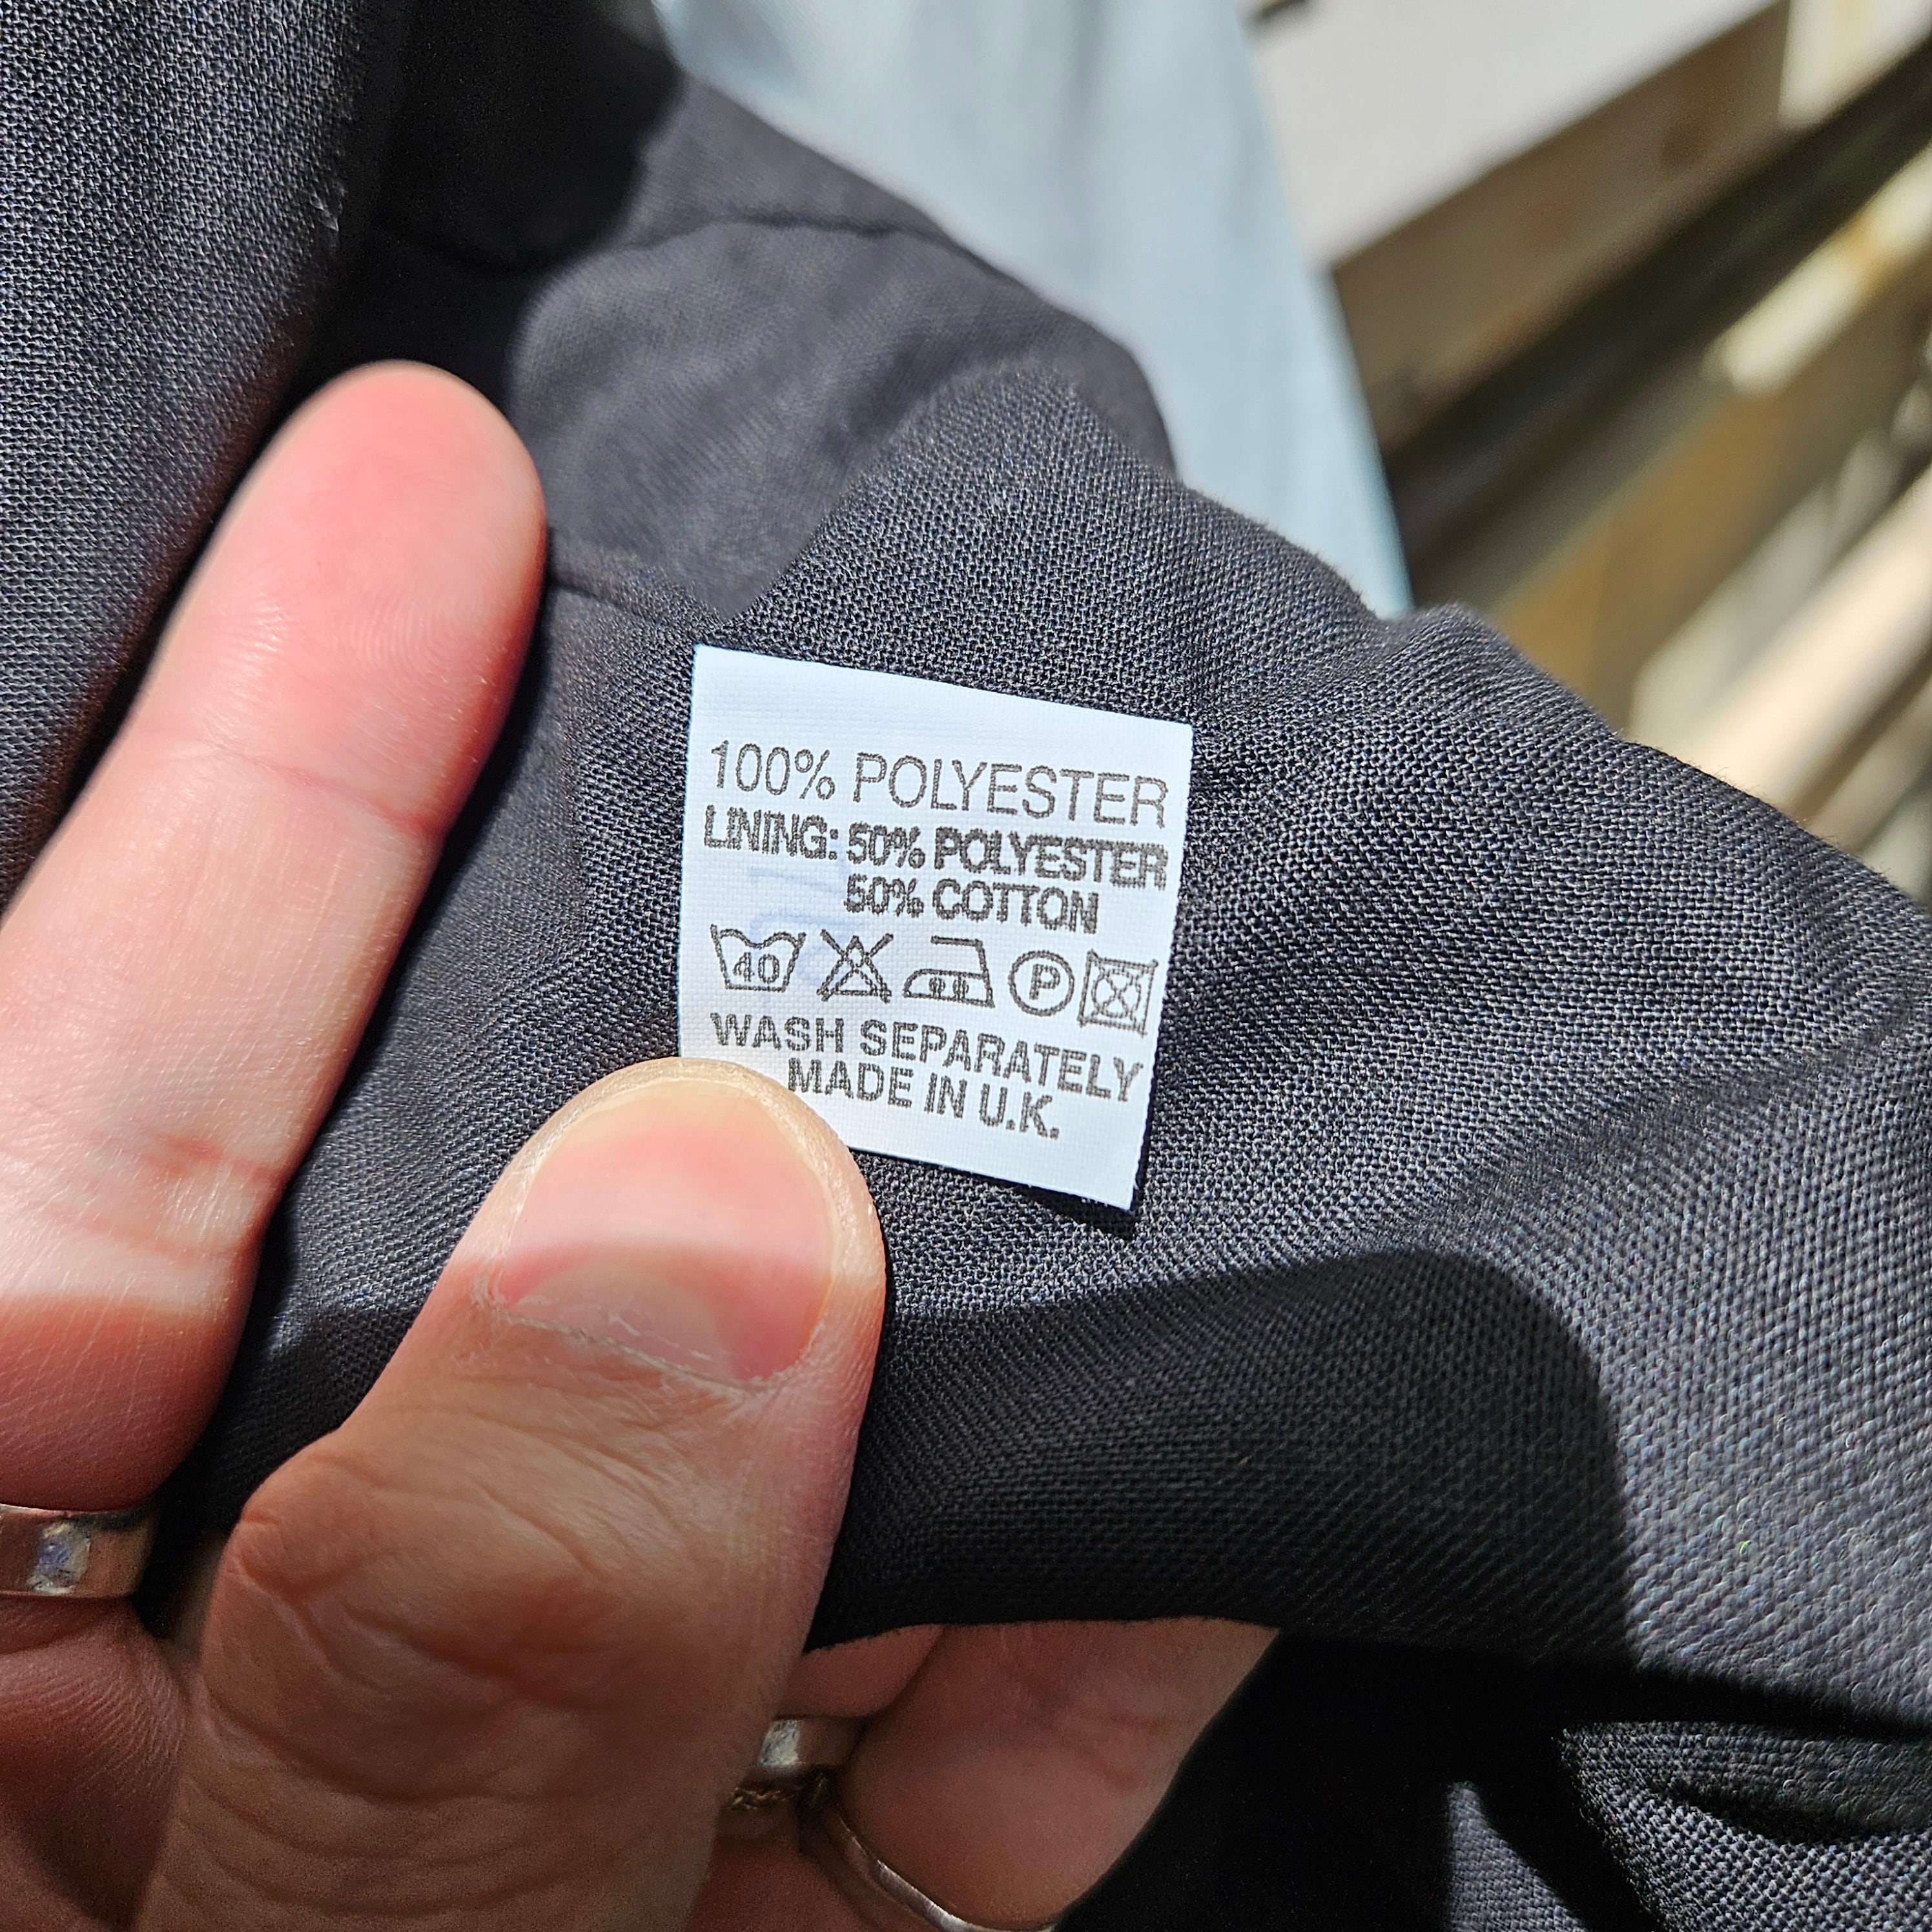 100% POLYESTER
LINING: 50% POLYESTER
50% COTTON
40 P
WASH SEPARATELY
MADE IN U.K.